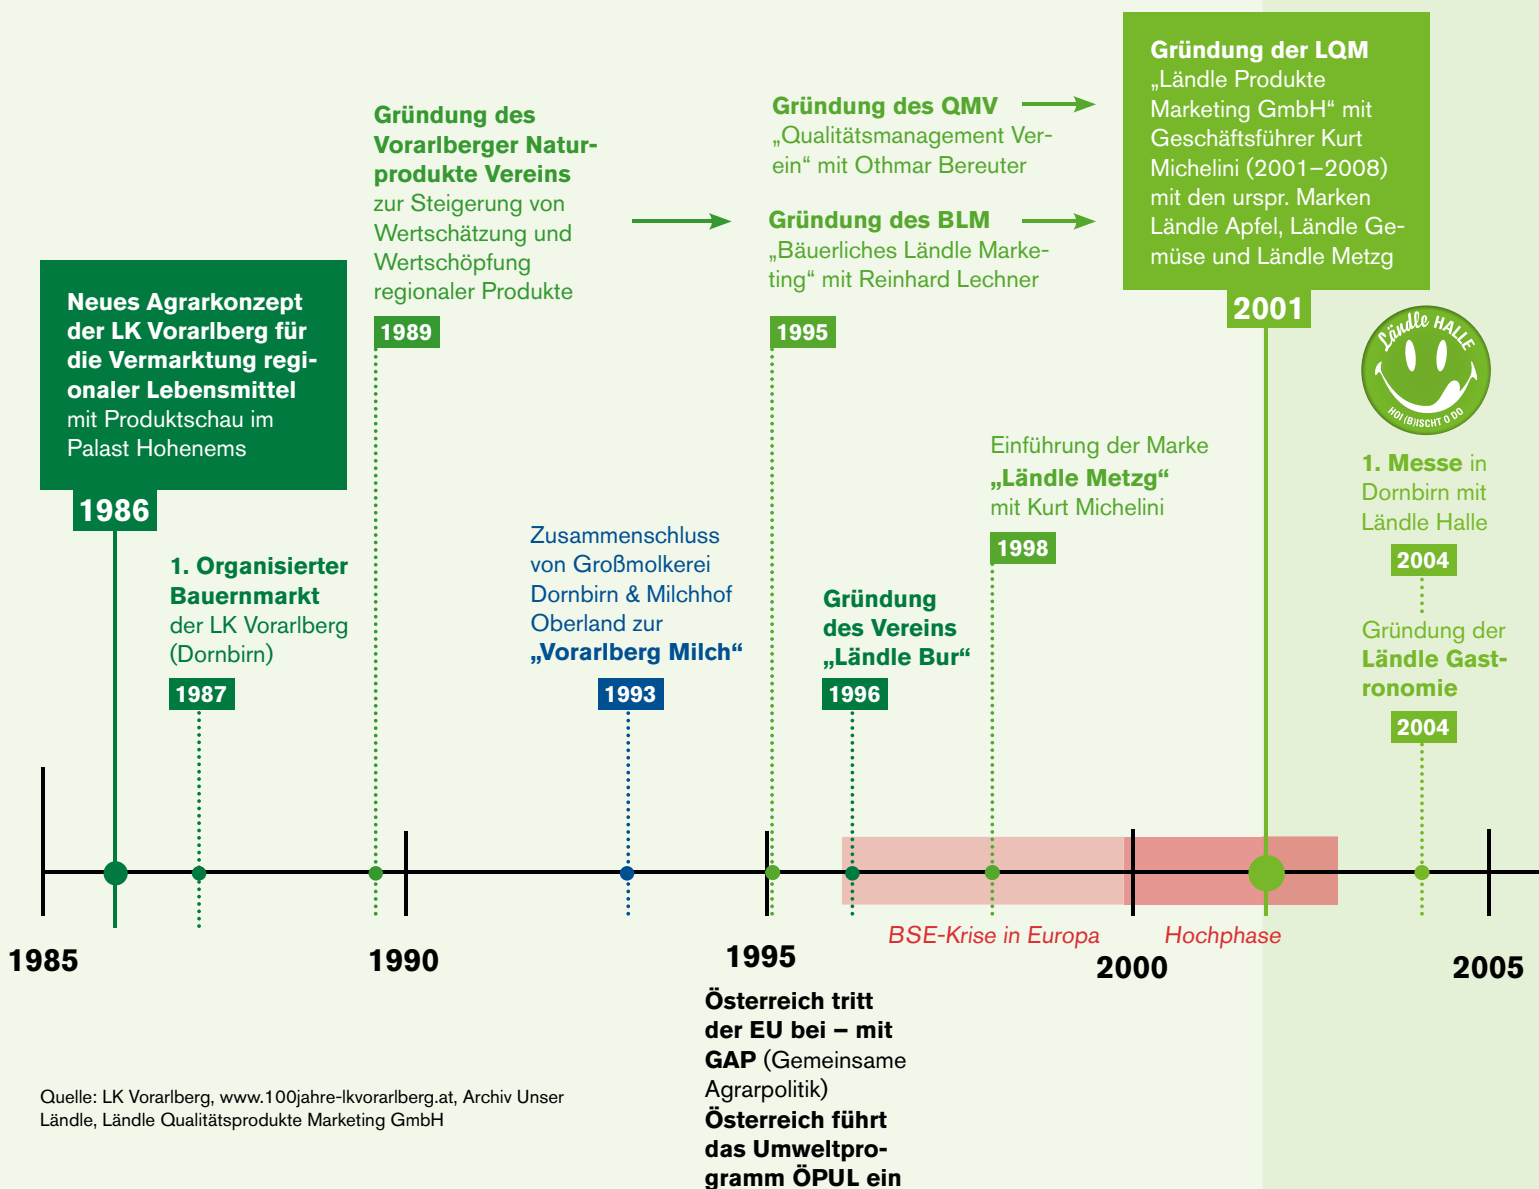 Neues Agrarkonzept
der LK Vorarlberg für
die Vermarktung regi-
onaler Lebensmittel
mit Produktschau im
Palast Hohenems
1986
1. Organisierter
Bauernmarkt
der LK Vorarlberg
(Dornbirn)
1987
Gründung des
Vorarlberger Natur-
produkte Vereins
zur Steigerung von
Wertschätzung und
Wertschöpfung
regionaler Produkte
1989
Zusammenschluss
von Großmolkerei
Dornbirn & Milchhof
Oberland zur
„Vorarlberg Milch“
1993
Gründung des QMV
„Qualitätsmanagement Ver-
ein“ mit Othmar Bereuter
Gründung des BLM
„Bäuerliches Ländle Marke-
ting“ mit Reinhard Lechner
1995
Gründung
des Vereins
„Ländle Bur“
1996
Einführung der Marke
„Ländle Metzg“
mit Kurt Michelini
1998
Gründung der LQM
„Ländle Produkte
Marketing GmbH“ mit
Geschäftsführer Kurt
Michelini (2001–2008)
mit den urspr. Marken
Ländle Apfel, Ländle Ge-
müse und Ländle Metzg
2001
Ländle HALLE
HOI (B)ISCHT O DO
1. Messe in
Dornbirn mit
Ländle Halle
2004
Gründung der
Ländle Gast-
ronomie
2004
BSE-Krise in Europa
Hochphase
1985
1990
1995
2000
2005
Österreich tritt
der EU bei – mit
GAP (Gemeinsame
Agrarpolitik)
Österreich führt
das Umweltpro-
gramm ÖPUL ein
Quelle: LK Vorarlberg, www.100jahre-lkvorarlberg.at, Archiv Unser
Ländle, Ländle Qualitätsprodukte Marketing GmbH